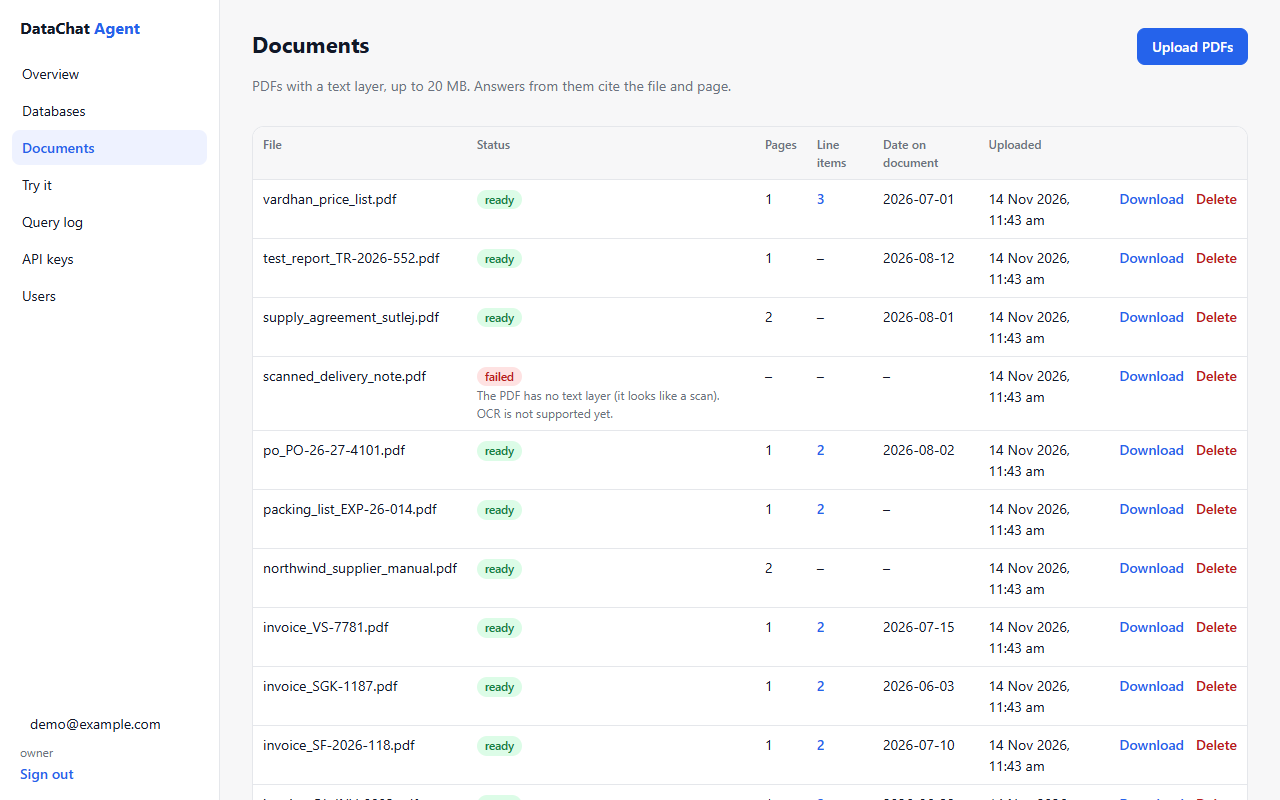 DataChat Agent
Overview
Databases
Documents
Try it
Query log
API keys
Users
demo@example.com
owner
Sign out
Documents
Upload PDFs
PDFs with a text layer, up to 20 MB. Answers from them cite the file and page.
File Status Pages Line items Date on document Uploaded
vardhan_price_list.pdf ready 1 3 2026-07-01 14 Nov 2026, 11:43 am Download Delete
test_report_TR-2026-552.pdf ready 1 – 2026-08-12 14 Nov 2026, 11:43 am Download Delete
supply_agreement_sutlej.pdf ready 2 – 2026-08-01 14 Nov 2026, 11:43 am Download Delete
scanned_delivery_note.pdf failed – – – 14 Nov 2026, 11:43 am Download Delete
The PDF has no text layer (it looks like a scan).
OCR is not supported yet.
po_PO-26-27-4101.pdf ready 1 2 2026-08-02 14 Nov 2026, 11:43 am Download Delete
packing_list_EXP-26-014.pdf ready 1 2 – 14 Nov 2026, 11:43 am Download Delete
northwind_supplier_manual.pdf ready 2 – – 14 Nov 2026, 11:43 am Download Delete
invoice_VS-7781.pdf ready 1 2 2026-07-15 14 Nov 2026, 11:43 am Download Delete
invoice_SGK-1187.pdf ready 1 2 2026-06-03 14 Nov 2026, 11:43 am Download Delete
invoice_SF-2026-118.pdf ready 1 2 2026-07-10 14 Nov 2026, 11:43 am Download Delete